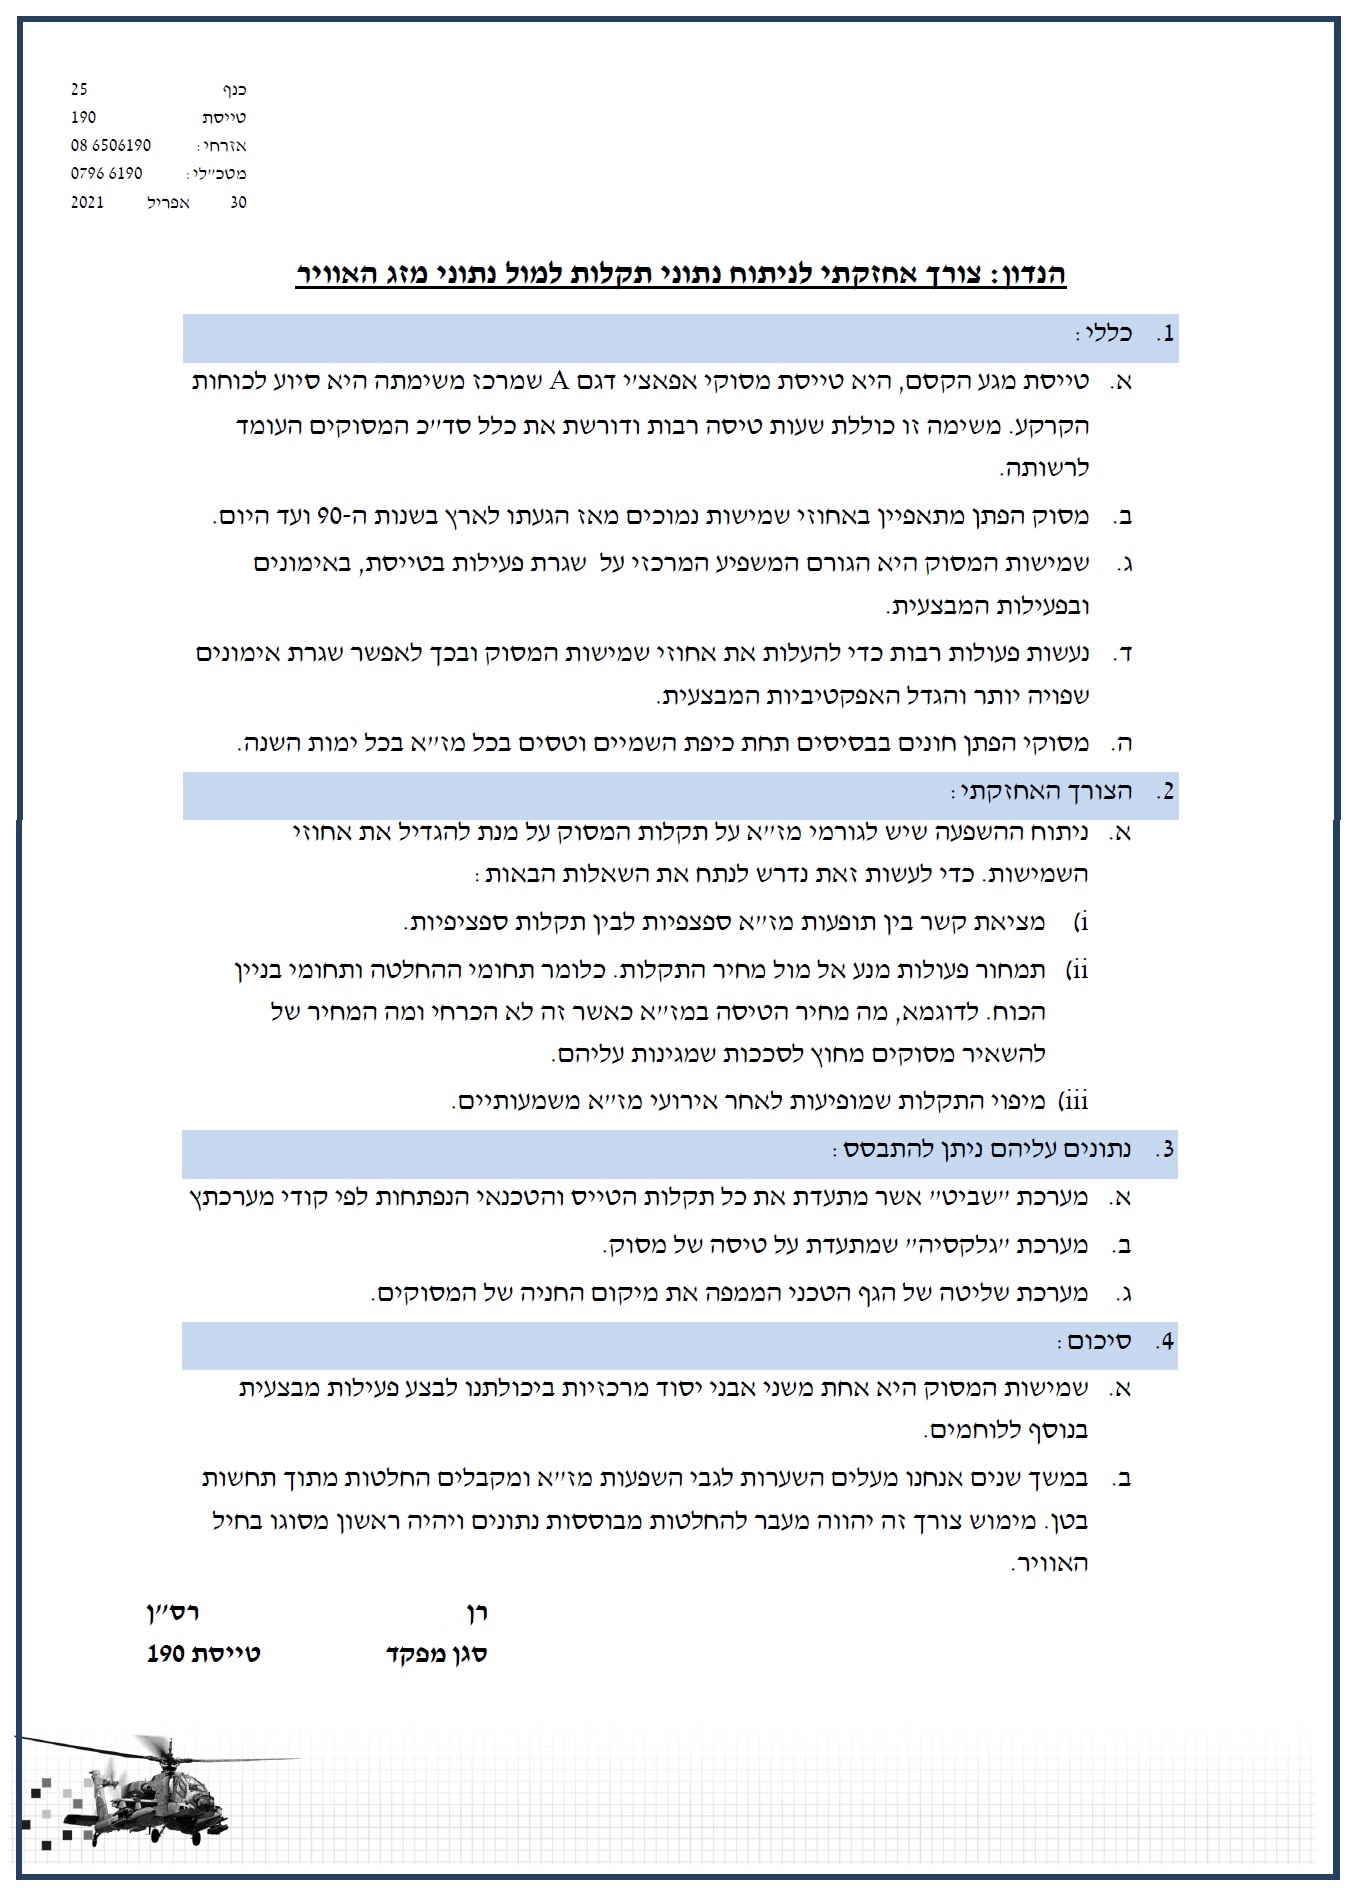 כנף 25
טייסת 190
אזרחי: 08 6506190
מטכ"לי: 0796 6190
30 אפריל 2021
הנדון: צורך אחזקתי לניתוח נתוני תקלות למול נתוני מזג האוויר
1. כללי:
א. טייסת מגע הקסם, היא טייסת מסוקי אפאצ'י דגם A שמרכז משימתה היא סיוע לכוחות
הקרקע. משימה זו כוללת שעות טיסה רבות ודורשת את כלל סד"כ המסוקים העומד
לרשותה.
ב. מסוק הפתן מתאפיין באחוזי שמישות נמוכים מאז הגעתו לארץ בשנות ה-90 ועד היום.
ג. שמישות המסוק היא הגורם המשפיע המרכזי על שגרת פעילות בטייסת, באימונים
ובפעילות המבצעית.
ד. נעשות פעולות רבות כדי להעלות את אחוזי שמישות המסוק ובכך לאפשר שגרת אימונים
שפויה יותר והגדל האפקטיביות המבצעית.
ה. מסוקי הפתן חונים בבסיסים תחת כיפת השמיים וטסים בכל מז"א בכל ימות השנה.
2. הצורך האחזקתי:
א. ניתוח ההשפעה שיש לגורמי מז"א על תקלות המסוק על מנת להגדיל את אחוזי
השמישות. כדי לעשות זאת נדרש לנתח את השאלות הבאות:
i) מציאת קשר בין תופעות מז"א ספצפיות לבין תקלות ספציפיות.
ii) תמחור פעולות מנע אל מול מחיר התקלות. כלומר תחומי ההחלטה ותחומי בניין
הכוח. לדוגמא, מה מחיר הטיסה במז"א כאשר זה לא הכרחי ומה המחיר של
להשאיר מסוקים מחוץ לסככות שמגינות עליהם.
iii) מיפוי התקלות שמופיעות לאחר אירועי מז"א משמעותיים.
3. נתונים עליהם ניתן להתבסס:
א. מערכת "שביט" אשר מתעדת את כל תקלות הטייס והטכנאי הנפתחות לפי קודי מערכתץ
ב. מערכת "גלקסיה" שמתעדת על טיסה של מסוק.
ג. מערכת שליטה של הגף הטכני הממפה את מיקום החניה של המסוקים.
4. סיכום:
א. שמישות המסוק היא אחת משני אבני יסוד מרכזיות ביכולתנו לבצע פעילות מבצעית
בנוסף ללוחמים.
ב. במשך שנים אנחנו מעלים השערות לגבי השפעות מז"א ומקבלים החלטות מתוך תחשות
בטן. מימוש צורך זה יהווה מעבר להחלטות מבוססות נתונים ויהיה ראשון מסוגו בחיל
האוויר.
רן רס"ן
סגן מפקד טייסת 190